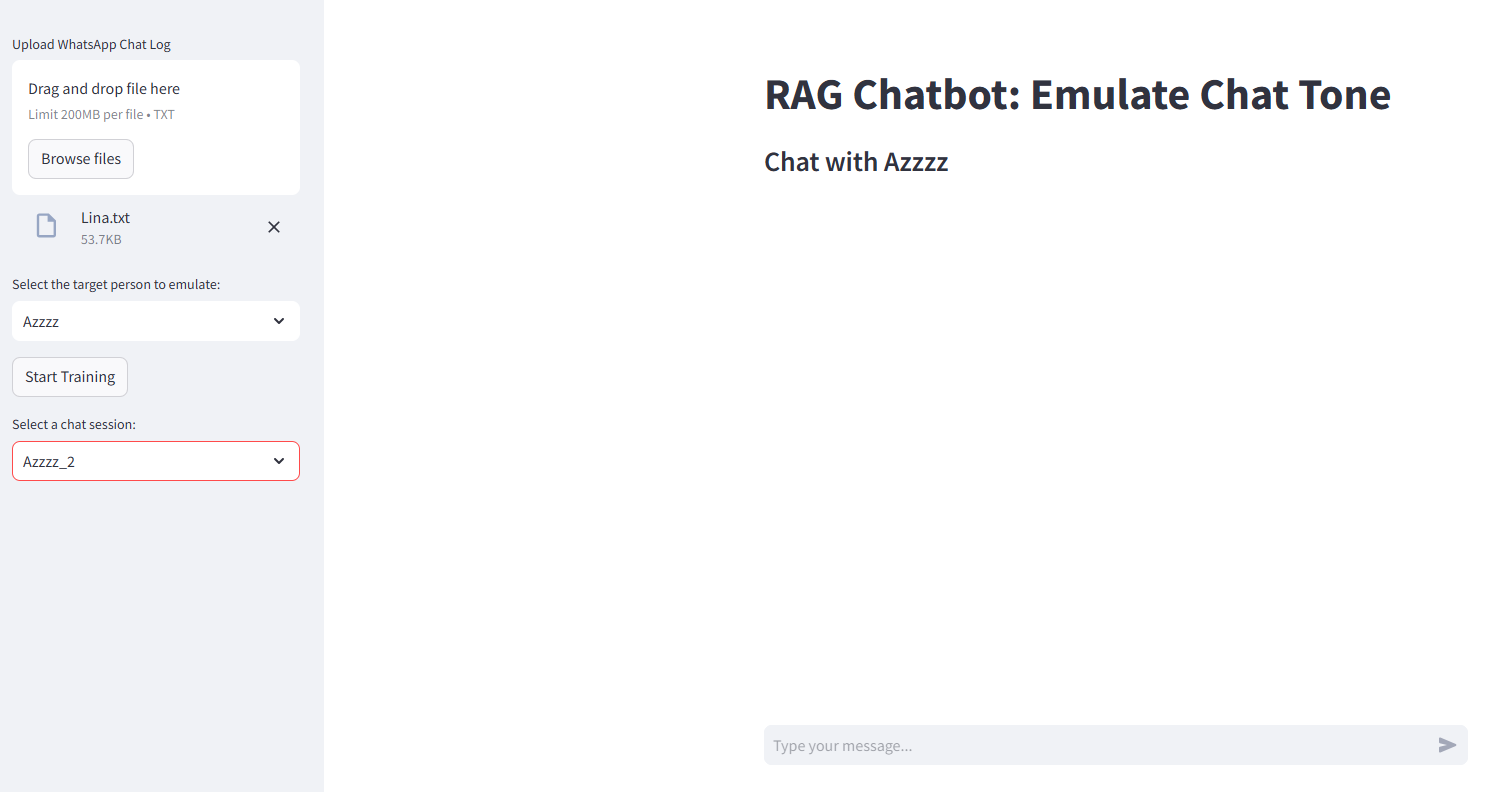 Upload WhatsApp Chat Log
Drag and drop file here
Limit 200MB per file • TXT
Browse files
Lina.txt
53.7KB
Select the target person to emulate:
Azzzz
Start Training
Select a chat session:
Azzzz_2
RAG Chatbot: Emulate Chat Tone
Chat with Azzzz
Type your message...